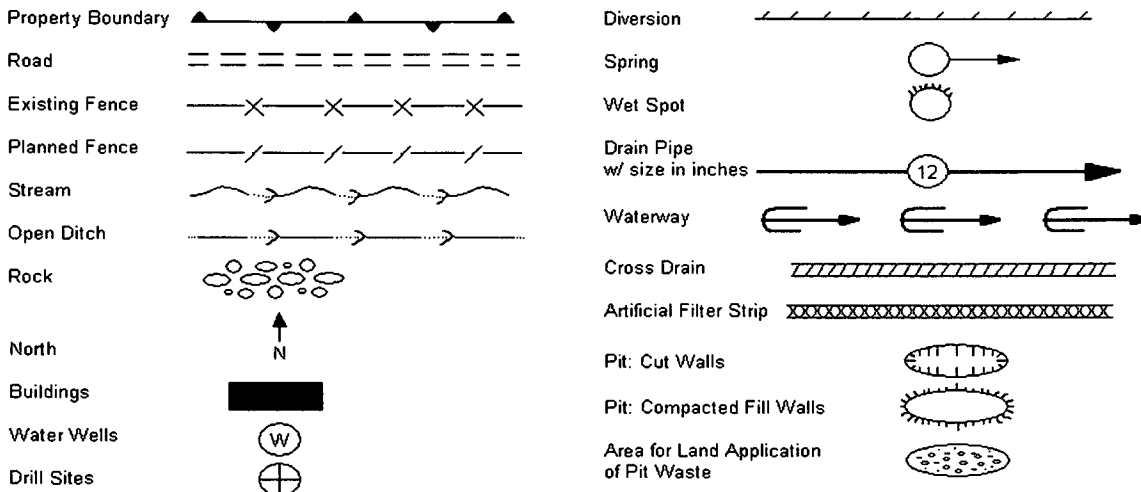 Property Boundary
Road
Existing Fence
Planned Fence
Stream
Open Ditch
Rock
North
N
Buildings
Water Wells
W
Drill Sites
Diversion
Spring
Wet Spot
Drain Pipe
w/ size in inches
12
Waterway
Cross Drain
Artificial Filter Strip
Pit: Cut Walls
Pit: Compacted Fill Walls
Area for Land Application
of Pit Waste